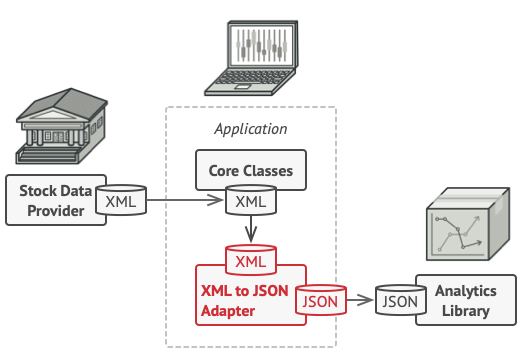 Application
Stock Data
Provider
XML
Core Classes
XML
XML
XML to JSON
Adapter
JSON
JSON
Analytics
Library